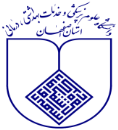 دانشگاه علوم پزشکی و خدمات بهداشتی، درمانی
استان اصفهان